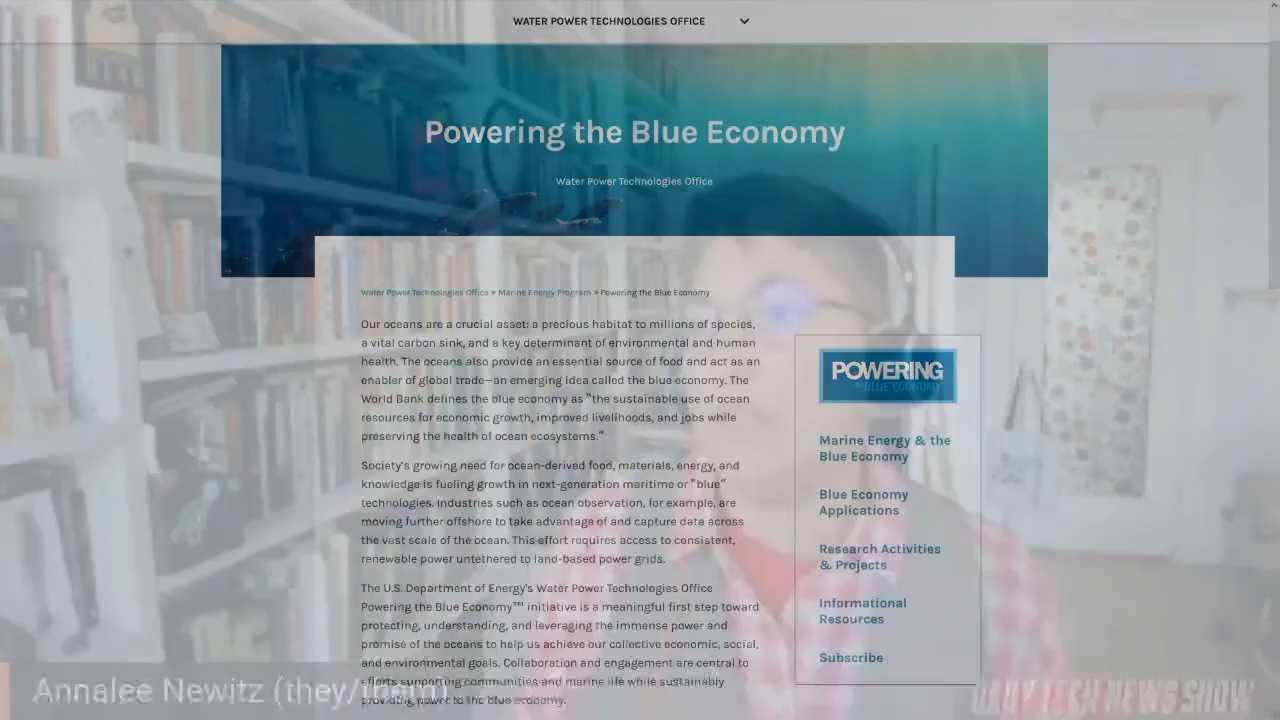 WATER POWER TECHNOLOGIES OFFICE
Powering the Blue Economy
Water Power Technologies Office
Water Power Technologies Office » Marine Energy Program » Powering the Blue Economy
Our oceans are a crucial asset: a precious habitat to millions of species,
a vital carbon sink, and a key determinant of environmental and human
health. The oceans also provide an essential source of food and act as an
enabler of global trade—an emerging idea called the blue economy. The
World Bank defines the blue economy as "the sustainable use of ocean
resources for economic growth, improved livelihoods, and jobs while
preserving the health of ocean ecosystems."
Society's growing need for ocean-derived food, materials, energy, and
knowledge is fueling growth in next-generation maritime or "blue"
technologies. Industries such as ocean observation, for example, are
moving further offshore to take advantage of and capture data across
the vast scale of the ocean. This effort requires access to consistent,
renewable power untethered to land-based power grids.
The U.S. Department of Energy's Water Power Technologies Office
Powering the Blue Economy™ initiative is a meaningful first step toward
protecting, understanding, and leveraging the immense power and
promise of the oceans to help us achieve our collective economic, social,
and environmental goals. Collaboration and engagement are central to
efforts supporting communities and marine life while sustainably
providing power to the blue economy.
POWERING
THE BLUE ECONOMY
Marine Energy & the
Blue Economy
Blue Economy
Applications
Research Activities
& Projects
Informational
Resources
Subscribe
Annalee Newitz (they/them)
DAILY TECH NEWS SHOW